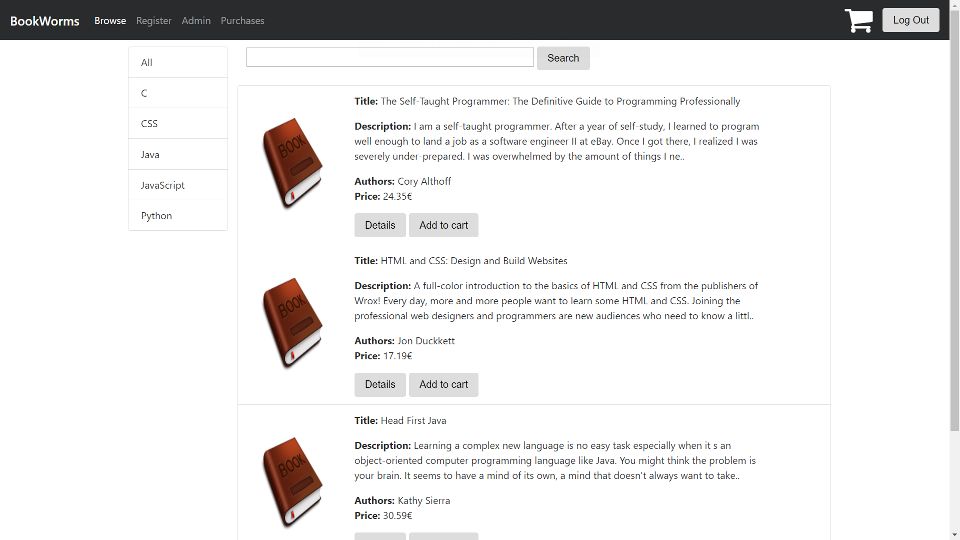 BookWorms Browse Register Admin Purchases Log Out
All
C
CSS
Java
JavaScript
Python
Search
BOOK
Title: The Self-Taught Programmer: The Definitive Guide to Programming Professionally
Description: I am a self-taught programmer. After a year of self-study, I learned to program
well enough to land a job as a software engineer II at eBay. Once I got there, I realized I was
severely under-prepared. I was overwhelmed by the amount of things I ne..
Authors: Cory Althoff
Price: 24.35€
Details Add to cart
BOOK
Title: HTML and CSS: Design and Build Websites
Description: A full-color introduction to the basics of HTML and CSS from the publishers of
Wrox! Every day, more and more people want to learn some HTML and CSS. Joining the
professional web designers and programmers are new audiences who need to know a littl..
Authors: Jon Duckkett
Price: 17.19€
Details Add to cart
BOOK
Title: Head First Java
Description: Learning a complex new language is no easy task especially when it s an
object-oriented computer programming language like Java. You might think the problem is
your brain. It seems to have a mind of its own, a mind that doesn't always want to take..
Authors: Kathy Sierra
Price: 30.59€